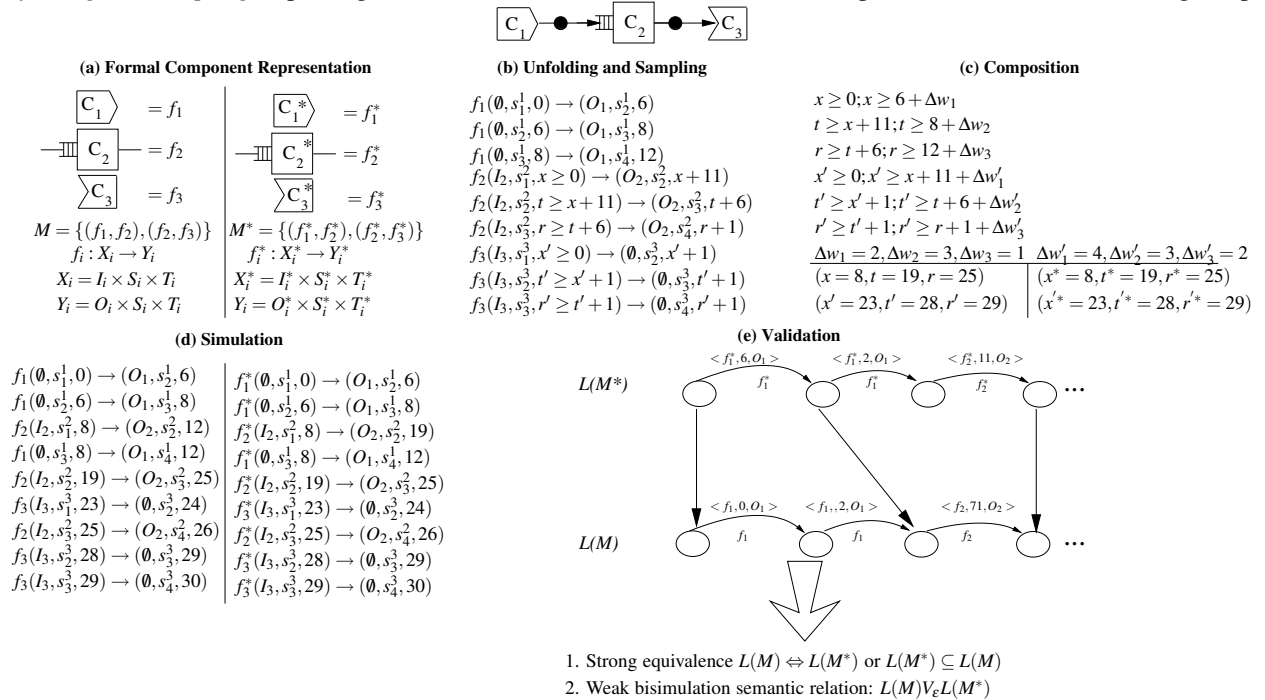 C₁ C₂ C₃
(a) Formal Component Representation
C₁ = f₁
C₁* = f₁*
C₂ = f₂
C₂* = f₂*
C₃ = f₃
C₃* = f₃*
M = {(f₁, f₂), (f₂, f₃)}
M* = {(f₁*, f₂*), (f₂*, f₃*)}
fᵢ : Xᵢ → Yᵢ
fᵢ* : Xᵢ* → Yᵢ*
Xᵢ = Iᵢ × Sᵢ × Tᵢ
Xᵢ* = Iᵢ* × Sᵢ* × Tᵢ*
Yᵢ = Oᵢ × Sᵢ × Tᵢ
Yᵢ = Oᵢ* × Sᵢ* × Tᵢ*
(b) Unfolding and Sampling
f₁(∅, s₁¹, 0) → (O₁, s₂¹, 6)
f₁(∅, s₂¹, 6) → (O₁, s₃¹, 8)
f₁(∅, s₃¹, 8) → (O₁, s₄¹, 12)
f₂(I₂, s₁², x ≥ 0) → (O₂, s₂², x + 11)
f₂(I₂, s₂², t ≥ x + 11) → (O₂, s₃², t + 6)
f₂(I₂, s₃², r ≥ t + 6) → (O₂, s₄², r + 1)
f₃(I₃, s₁³, x′ ≥ 0) → (∅, s₂³, x′ + 1)
f₃(I₃, s₂³, t′ ≥ x′ + 1) → (∅, s₃³, t′ + 1)
f₃(I₃, s₃³, r′ ≥ t′ + 1) → (∅, s₄³, r′ + 1)
(c) Composition
x ≥ 0; x ≥ 6 + Δw₁
t ≥ x + 11; t ≥ 8 + Δw₂
r ≥ t + 6; r ≥ 12 + Δw₃
x′ ≥ 0; x′ ≥ x + 11 + Δw′₁
t′ ≥ x′ + 1; t′ ≥ t + 6 + Δw′₂
r′ ≥ t′ + 1; r′ ≥ r + 1 + Δw′₃
Δw₁ = 2, Δw₂ = 3, Δw₃ = 1 Δw′₁ = 4, Δw′₂ = 3, Δw′₃ = 2
(x = 8, t = 19, r = 25) (x* = 8, t* = 19, r* = 25)
(x′ = 23, t′ = 28, r′ = 29) (x′* = 23, t′* = 28, r′* = 29)
(d) Simulation
f₁(∅, s₁¹, 0) → (O₁, s₂¹, 6)
f₁(∅, s₂¹, 6) → (O₁, s₃¹, 8)
f₂(I₂, s₁², 8) → (O₂, s₂², 12)
f₁(∅, s₃¹, 8) → (O₁, s₄¹, 12)
f₂(I₂, s₂², 19) → (O₂, s₃², 25)
f₃(I₃, s₁³, 23) → (∅, s₂³, 24)
f₂(I₂, s₃², 25) → (O₂, s₄², 26)
f₃(I₃, s₂³, 28) → (∅, s₃³, 29)
f₃(I₃, s₃³, 29) → (∅, s₄³, 30)
f₁*(∅, s₁¹, 0) → (O₁, s₂¹, 6)
f₁*(∅, s₂¹, 6) → (O₁, s₃¹, 8)
f₂*(I₂, s₁², 8) → (O₂, s₂², 19)
f₁*(∅, s₃¹, 8) → (O₁, s₄¹, 12)
f₂*(I₂, s₂², 19) → (O₂, s₃², 25)
f₃*(I₃, s₁³, 23) → (∅, s₂³, 24)
f₂*(I₂, s₃², 25) → (O₂, s₄², 26)
f₃*(I₃, s₂³, 28) → (∅, s₃³, 29)
f₃*(I₃, s₃³, 29) → (∅, s₄³, 30)
(e) Validation
< f₁*, 6, O₁ > < f₁*, 2, O₁ > < f₂*, 11, O₂ >
L(M*) f₁* f₁* f₂* ...
< f₁, 0, O₁ > < f₁, , 2, O₁ > < f₂, 71, O₂ >
L(M) f₁ f₁ f₂ ...
1. Strong equivalence L(M) ⇔ L(M*) or L(M*) ⊆ L(M)
2. Weak bisimulation semantic relation: L(M)VεL(M*)